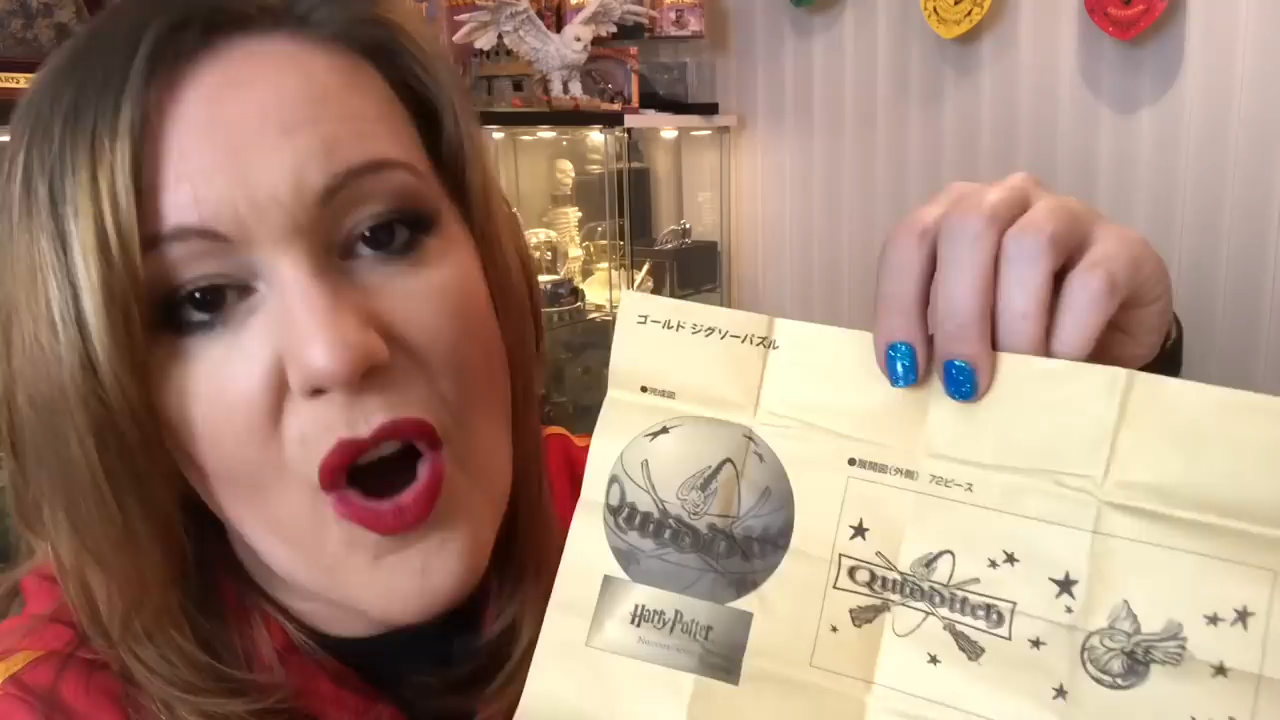 ゴールド ジグソーパズル
●完成図
Quidditch
Harry Potter
●展開図(外側) 72ピース
Quidditch